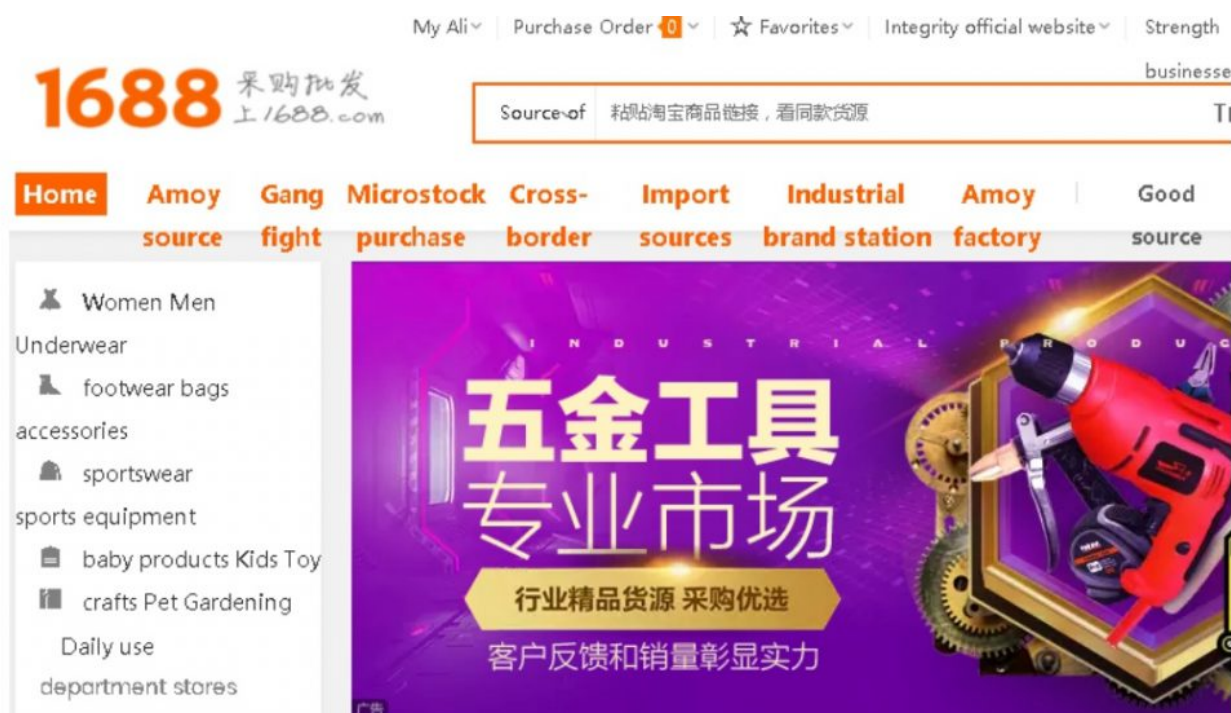 My Ali Purchase Order 0 Favorites Integrity official website Strength
businesse
1688 采购批发
上1688.com
Source of 粘贴淘宝商品链接，看同款货源
Home Amoy Gang Microstock Cross- Import Industrial Amoy Good
source fight purchase border sources brand station factory source
Women Men
Underwear
footwear bags
accessories
sportswear
sports equipment
baby products Kids Toy
crafts Pet Gardening
Daily use
department stores
INDUSTRIAL PRODUC
五金工具
专业市场
行业精品货源 采购优选
客户反馈和销量彰显实力
广告